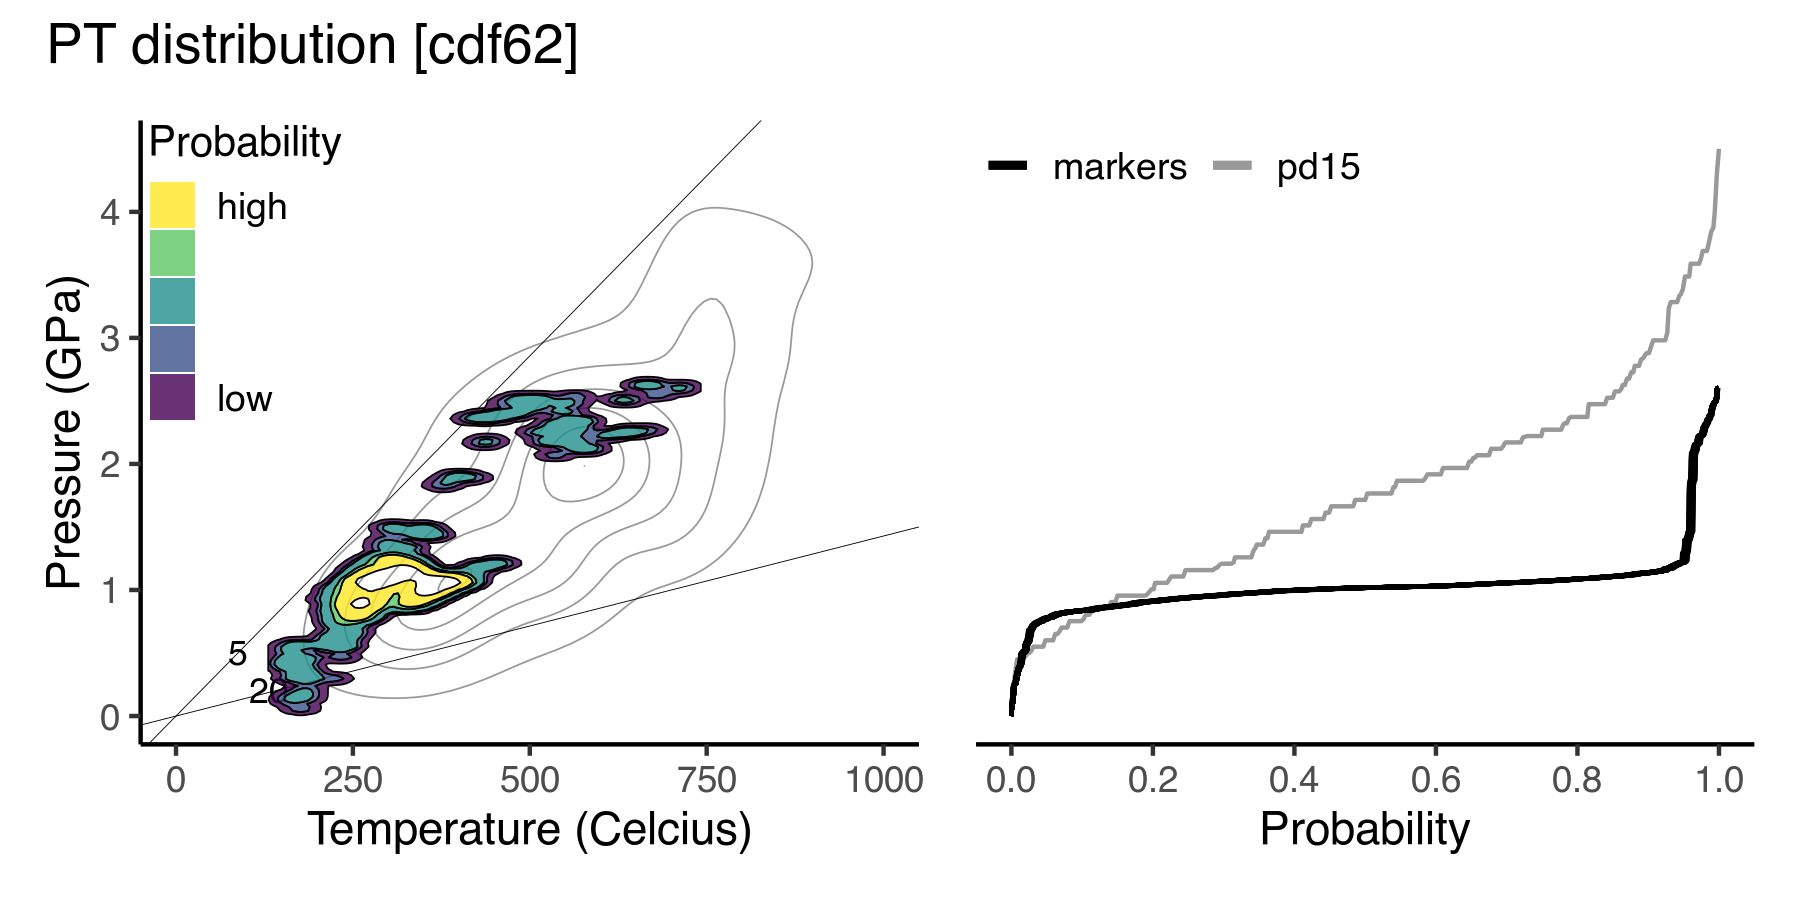 PT distribution [cdf62]
Probability
high
low
markers
pd15
4
3
2
1
0
Pressure (GPa)
5
0
250
500
750
1000
Temperature (Celcius)
0.0
0.2
0.4
0.6
0.8
1.0
Probability